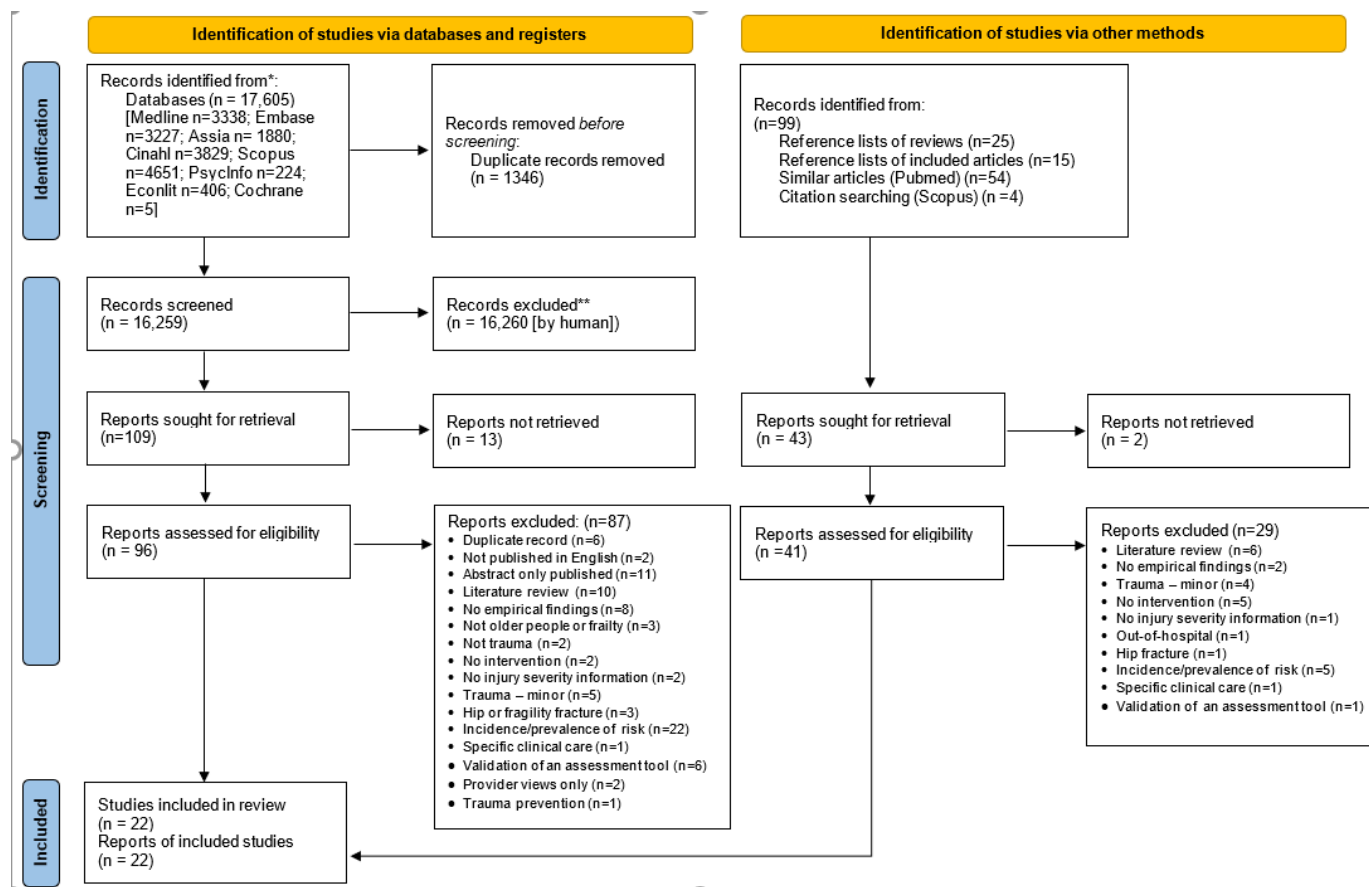 Identification of studies via databases and registers
Identification of studies via other methods
Identification
Records identified from*:
Databases (n = 17,605)
[Medline n=3338; Embase
n=3227; Assia n= 1880;
Cinahl n=3829; Scopus
n=4651; PsycInfo n=224;
Econlit n=406; Cochrane
n=5]
Records removed before
screening:
Duplicate records removed
(n = 1346)
Records identified from:
(n=99)
Reference lists of reviews (n=25)
Reference lists of included articles (n=15)
Similar articles (Pubmed) (n=54)
Citation searching (Scopus) (n =4)
Screening
Records screened
(n = 16,259)
Records excluded**
(n = 16,260 [by human])
Reports sought for retrieval
(n=109)
Reports not retrieved
(n = 13)
Reports sought for retrieval
(n = 43)
Reports not retrieved
(n = 2)
Reports assessed for eligibility
(n = 96)
Reports excluded: (n=87)
• Duplicate record (n=6)
• Not published in English (n=2)
• Abstract only published (n=11)
• Literature review (n=10)
• No empirical findings (n=8)
• Not older people or frailty (n=3)
• Not trauma (n=2)
• No intervention (n=2)
• No injury severity information (n=2)
• Trauma – minor (n=5)
• Hip or fragility fracture (n=3)
• Incidence/prevalence of risk (n=22)
• Specific clinical care (n=1)
• Validation of an assessment tool (n=6)
• Provider views only (n=2)
• Trauma prevention (n=1)
Reports assessed for eligibility
(n =41)
Reports excluded (n=29)
• Literature review (n=6)
• No empirical findings (n=2)
• Trauma – minor (n=4)
• No intervention (n=5)
• No injury severity information (n=1)
• Out-of-hospital (n=1)
• Hip fracture (n=1)
• Incidence/prevalence of risk (n=5)
• Specific clinical care (n=1)
• Validation of an assessment tool (n=1)
Included
Studies included in review
(n = 22)
Reports of included studies
(n = 22)